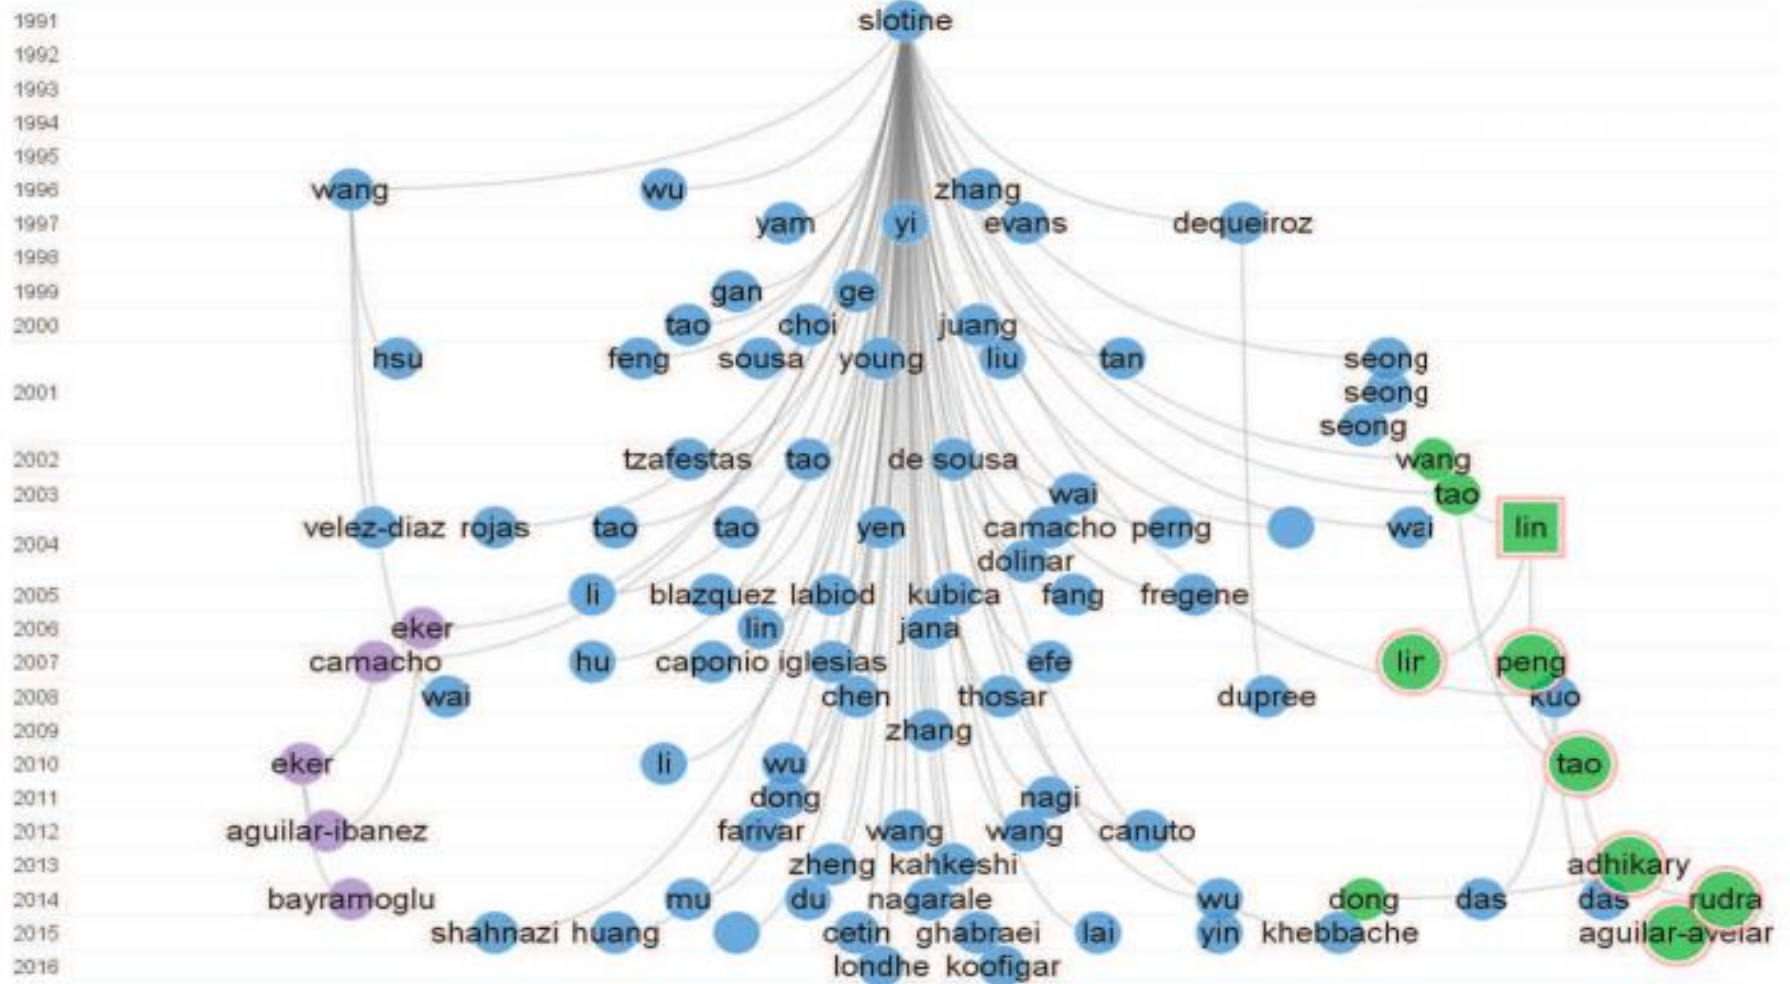 1991 slotine
1992
1993
1994
1995
1996 wang wu zhang
1997 yam yi evans dequeiroz
1998
1999 gan ge
2000 tao choi juang
hsu feng sousa young liu tan seong
2001 seong
seong
2002 tzafestas tao de sousa wang
2003 wai tao
velez-diaz rojas tao tao yen camacho perng wai lin
2004
dolinar
2005 li blazquez labiod kubica fang fregene
2006 eker lin jana
2007 camacho hu caponio iglesias efe lir peng
2008 wai chen thosar dupree kuo
2009 zhang
2010 eker li wu tao
2011 dong nagi
2012 aguilar-ibanez farivar wang wang canuto
2013 zheng kahkeshi adhikary
2014 bayramoglu mu du nagarale wu dong das das rudra
2015 shahnazi huang cetin ghabraei lai yin khebbache aguilar-avelar
2016 londhe koofigar